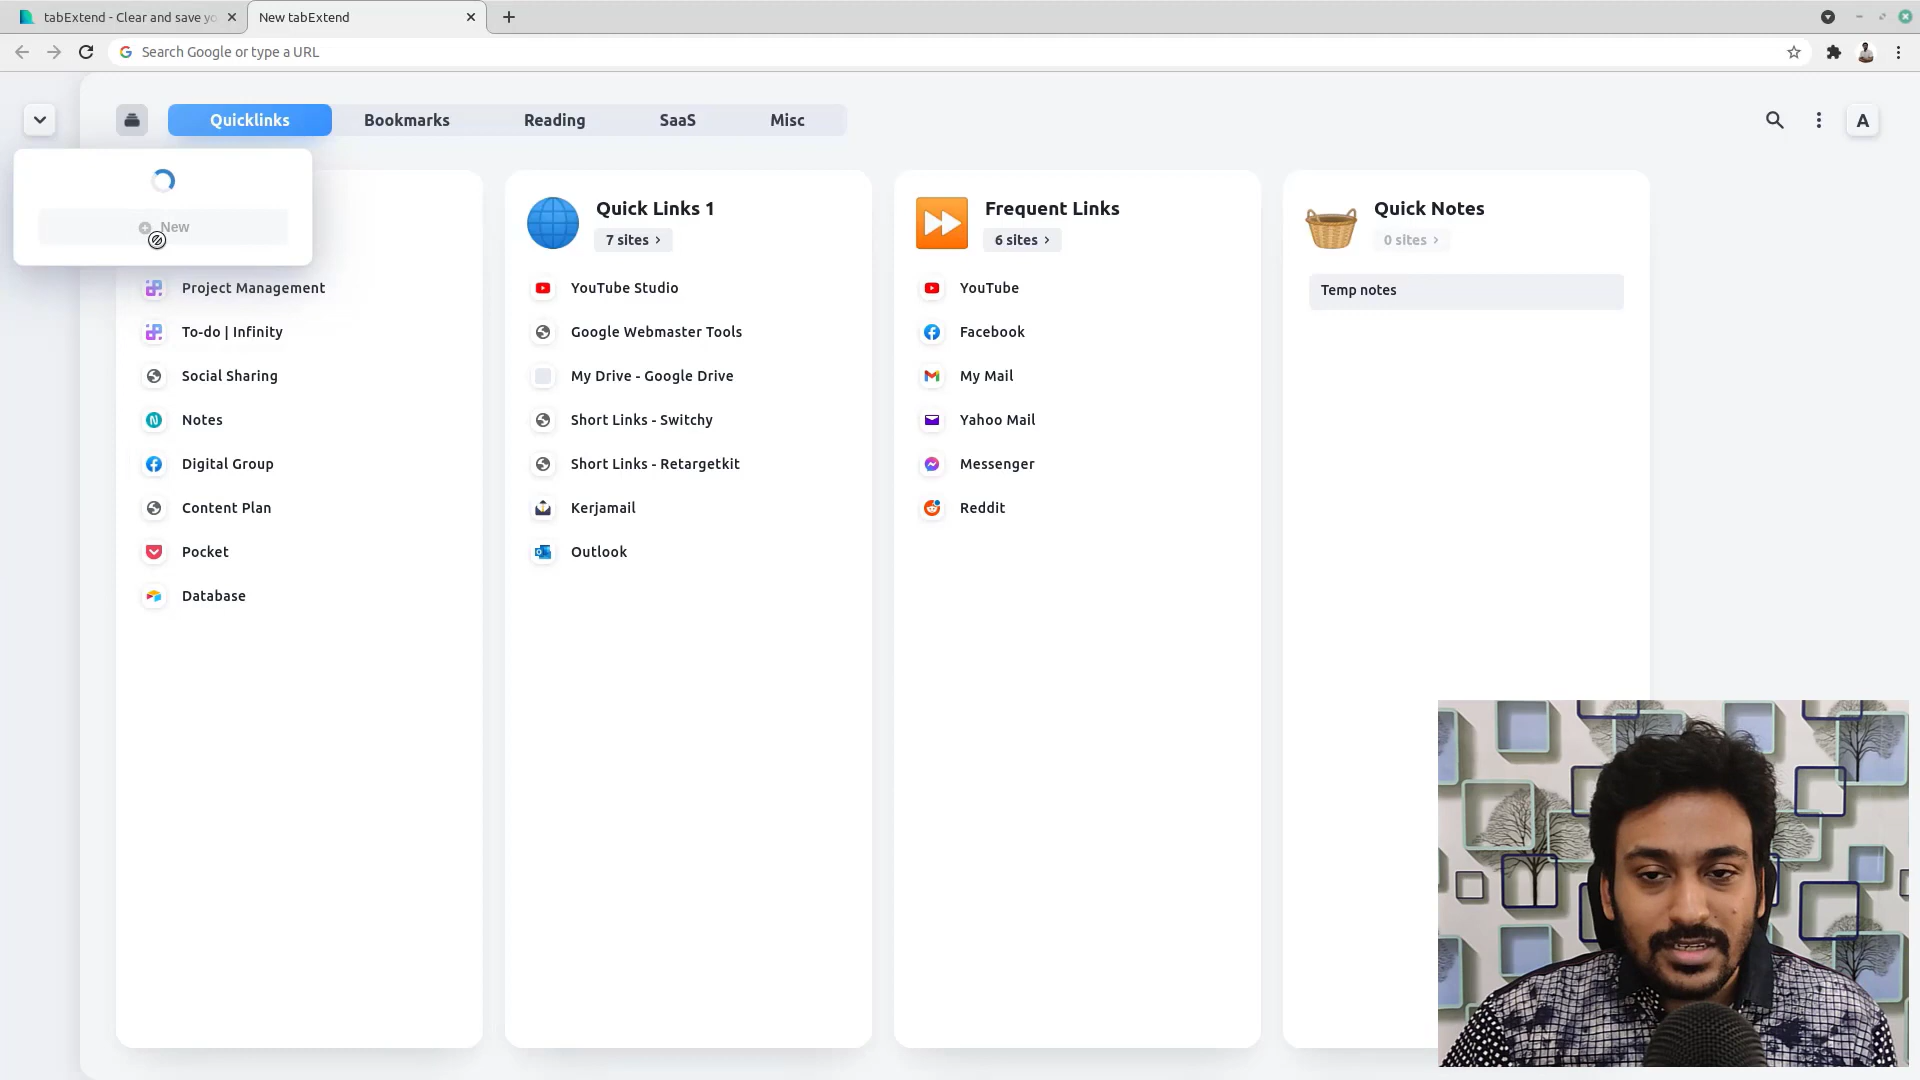 tabExtend - Clear and save yo
New tabExtend
Search Google or type a URL
Quicklinks
Bookmarks
Reading
SaaS
Misc
A
New
Project Management
To-do | Infinity
Social Sharing
Notes
Digital Group
Content Plan
Pocket
Database
Quick Links 1
7 sites
YouTube Studio
Google Webmaster Tools
My Drive - Google Drive
Short Links - Switchy
Short Links - Retargetkit
Kerjamail
Outlook
Frequent Links
6 sites
YouTube
Facebook
My Mail
Yahoo Mail
Messenger
Reddit
Quick Notes
0 sites
Temp notes